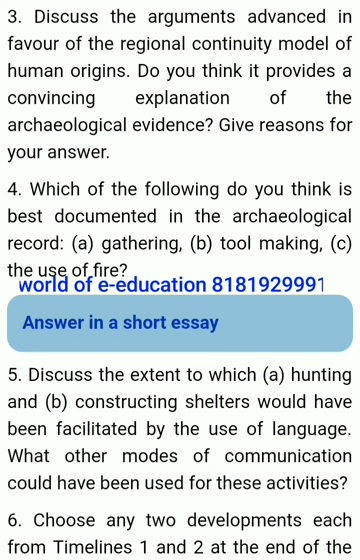 3. Discuss the arguments advanced in
favour of the regional continuity model of
human origins. Do you think it provides a
convincing explanation of the
archaeological evidence? Give reasons for
your answer.
4. Which of the following do you think is
best documented in the archaeological
record: (a) gathering, (b) tool making, (c)
the use of fire?
world of e-education 8181929991
Answer in a short essay
5. Discuss the extent to which (a) hunting
and (b) constructing shelters would have
been facilitated by the use of language.
What other modes of communication
could have been used for these activities?
6. Choose any two developments each
from Timelines 1 and 2 at the end of the